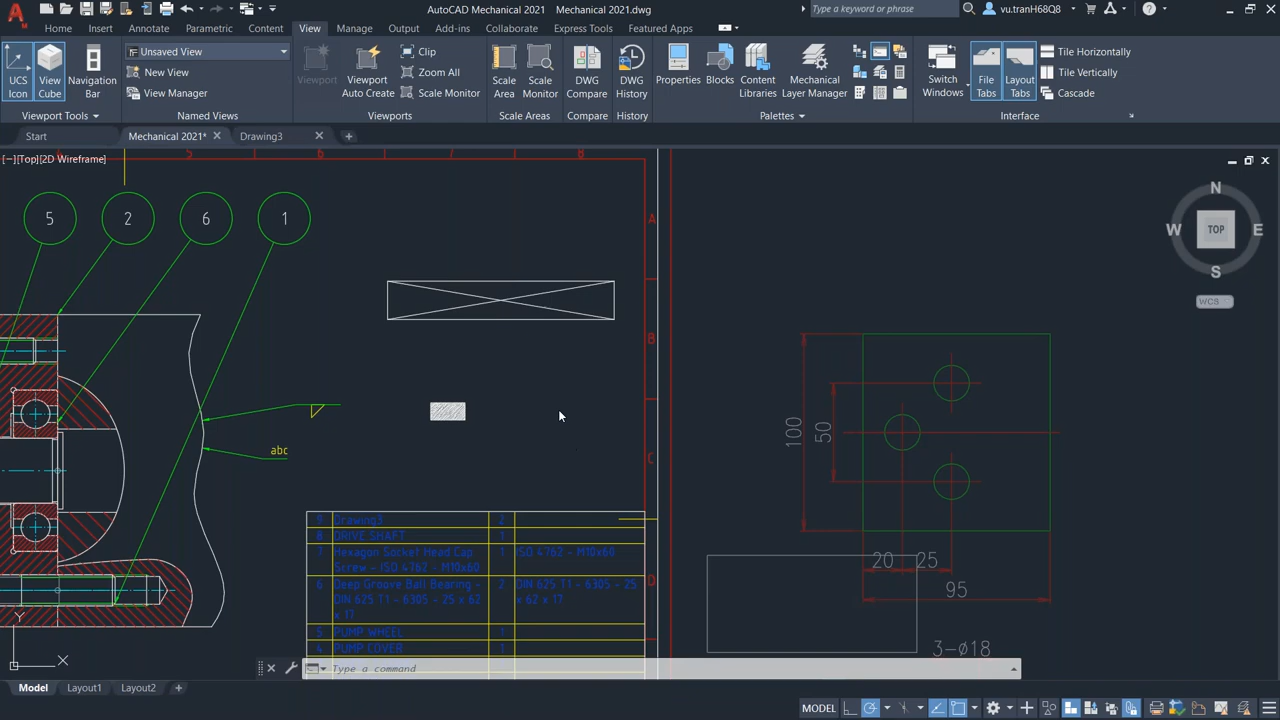 AutoCAD Mechanical 2021 Mechanical 2021.dwg
Type a keyword or phrase
vu.tranH68Q8
Home Insert Annotate Parametric Content View Manage Output Add-ins Collaborate Express Tools Featured Apps
UCS Icon
View Cube
Navigation Bar
Viewport Tools
Unsaved View
New View
View Manager
Named Views
Viewport
Viewport Auto Create
Clip
Zoom All
Scale Monitor
Viewports
Scale Area
Scale Monitor
Scale Areas
DWG Compare
Compare
DWG History
History
Properties
Blocks
Content Libraries
Mechanical Layer Manager
Palettes
Switch Windows
File Tabs
Layout Tabs
Tile Horizontally
Tile Vertically
Cascade
Interface
Start Mechanical 2021* Drawing3
[−][Top][2D Wireframe]
5 6 7 8
5 2 6 1
A
B
C
D
N
W TOP E
S
WCS
abc
100
50
20 25
95
3-ø18
9 Drawing3 2
8 DRIVE SHAFT 1
7 Hexagon Socket Head Cap 1 ISO 4762 - M10x60
Screw - ISO 4762 - M10x60
6 Deep Groove Ball Bearing - 2 DIN 625 T1 - 6305 - 25
DIN 625 T1 - 6305 - 25 x 62 x 62 x 17
x 17
5 PUMP WHEEL 1
4 PUMP COVER 1
Y
X
Type a command
Model Layout1 Layout2
MODEL